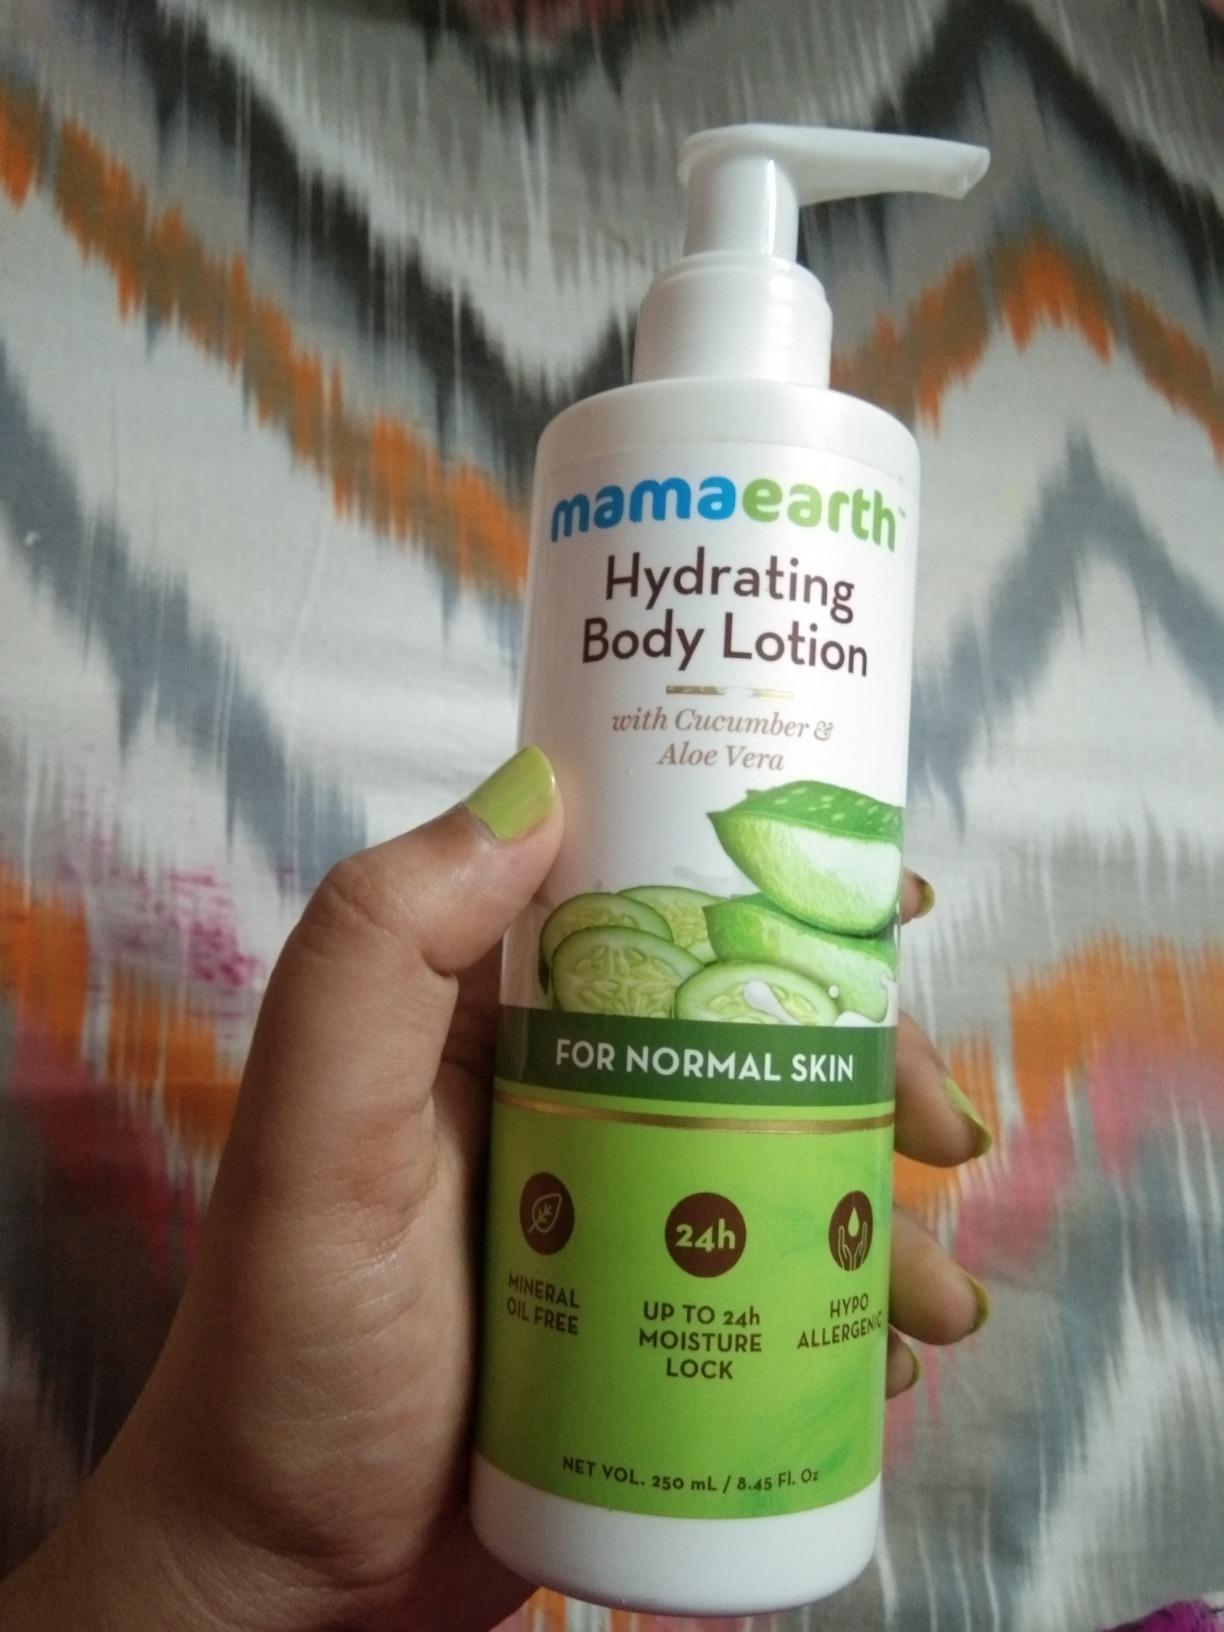 mamaearth™
Hydrating
Body Lotion
with Cucumber &
Aloe Vera
FOR NORMAL SKIN
MINERAL
OIL FREE
24h
UP TO 24h
MOISTURE
LOCK
HYPO
ALLERGENIC
NET VOL. 250 mL / 8.45 Fl. Oz